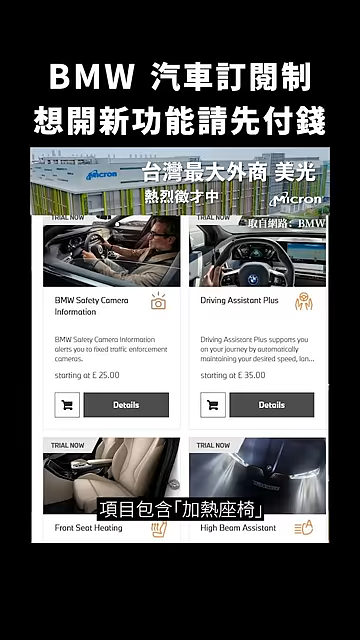 BMW 汽車訂閱制
想開新功能請先付錢
台灣最大外商 美光
Micron
熱烈徵才中
Micron
取自網路：BMW
TRIAL NOW
TRIAL NOW
BMW Safety Camera
Information
BMW Safety Camera Information
alerts you to fixed traffic enforcement
cameras.
starting at £ 25.00
Details
Driving Assistant Plus
Driving Assistant Plus supports you
on your journey by automatically
maintaining your desired speed, lan...
starting at £ 35.00
Details
TRIAL NOW
TRIAL NOW
項目包含「加熱座椅」
Front Seat Heating
High Beam Assistant